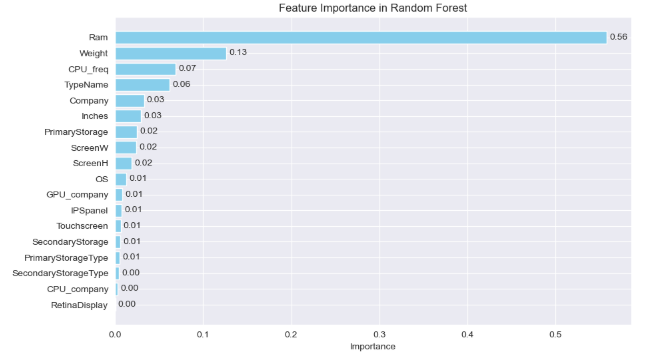 Feature Importance in Random Forest
Ram 0.56
Weight 0.13
CPU_freq 0.07
TypeName 0.06
Company 0.03
Inches 0.03
PrimaryStorage 0.02
ScreenW 0.02
ScreenH 0.02
OS 0.01
GPU_company 0.01
IPSpanel 0.01
Touchscreen 0.01
SecondaryStorage 0.01
PrimaryStorageType 0.01
SecondaryStorageType 0.00
CPU_company 0.00
RetinaDisplay 0.00
0.0 0.1 0.2 0.3 0.4 0.5
Importance